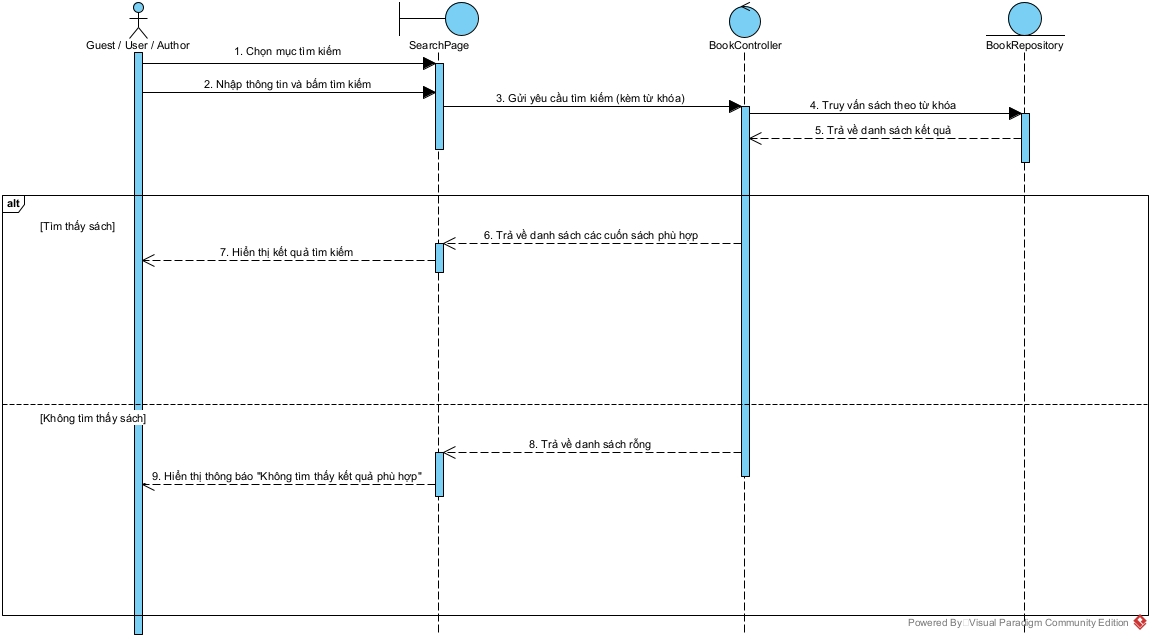 Guest / User / Author
SearchPage
BookController
BookRepository
1. Chọn mục tìm kiếm
2. Nhập thông tin và bấm tìm kiếm
3. Gửi yêu cầu tìm kiếm (kèm từ khóa)
4. Truy vấn sách theo từ khóa
5. Trả về danh sách kết quả
alt
[Tìm thấy sách]
6. Trả về danh sách các cuốn sách phù hợp
7. Hiển thị kết quả tìm kiếm
[Không tìm thấy sách]
8. Trả về danh sách rỗng
9. Hiển thị thông báo "Không tìm thấy kết quả phù hợp"
Powered By Visual Paradigm Community Edition